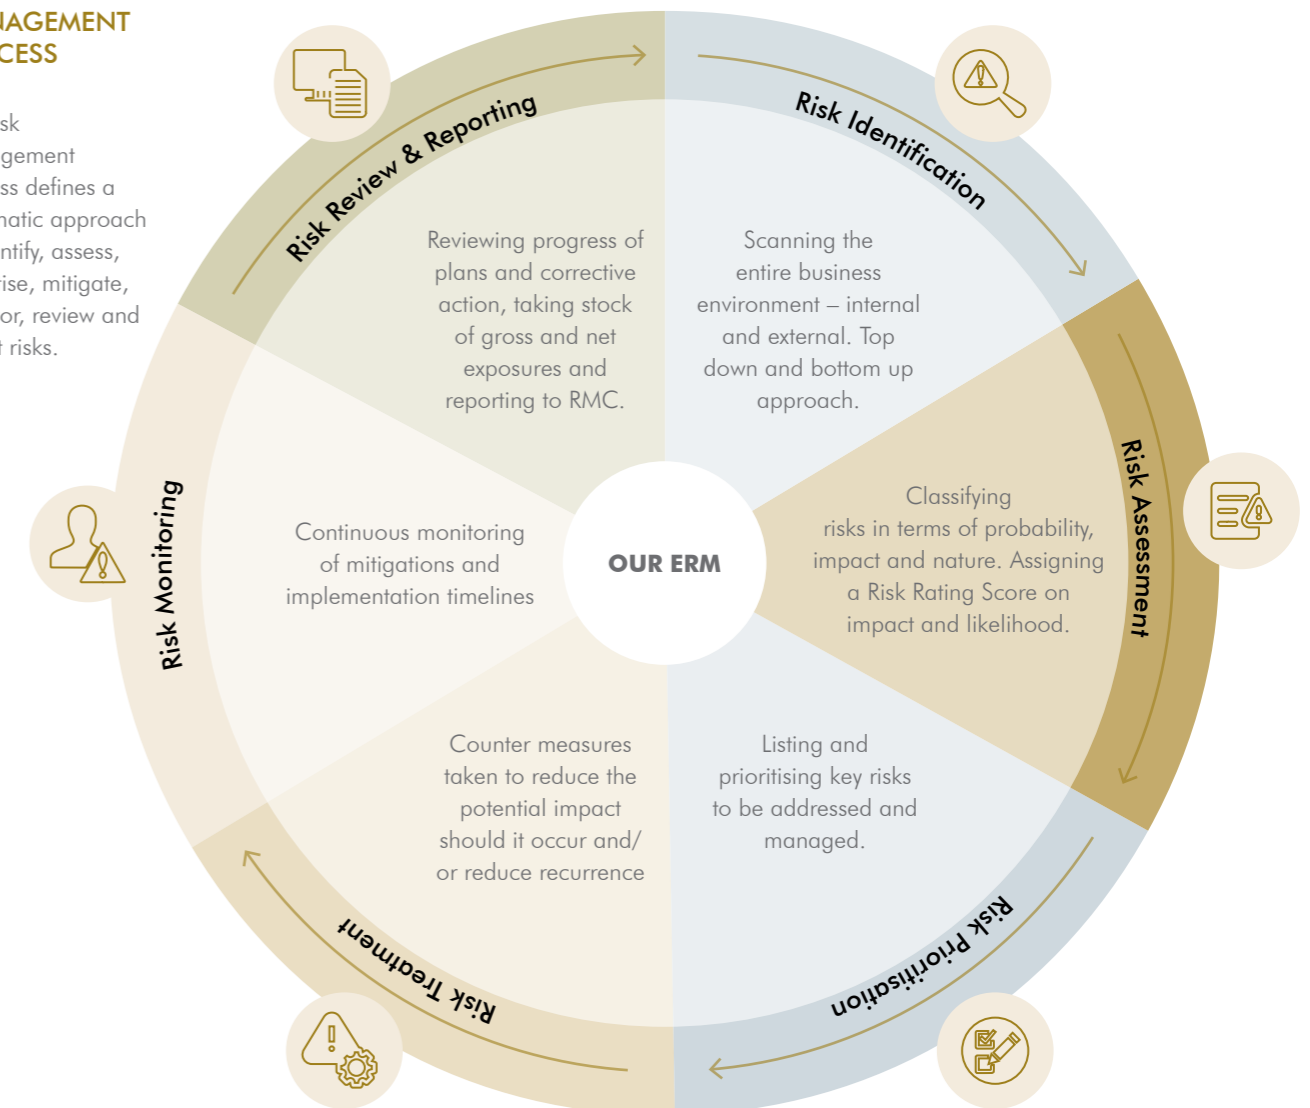 NAGEMENT
CESS
isk
gement
ss defines a
matic approach
ntify, assess,
tise, mitigate,
or, review and
t risks.
Risk Review & Reporting
Reviewing progress of
plans and corrective
action, taking stock
of gross and net
exposures and
reporting to RMC.
Risk Identification
Scanning the
entire business
environment – internal
and external. Top
down and bottom up
approach.
Risk Assessment
Classifying
risks in terms of probability,
impact and nature. Assigning
a Risk Rating Score on
impact and likelihood.
OUR ERM
Risk Monitoring
Continuous monitoring
of mitigations and
implementation timelines
Risk Treatment
Counter measures
taken to reduce the
potential impact
should it occur and/
or reduce recurrence
Risk Prioritisation
Listing and
prioritising key risks
to be addressed and
managed.